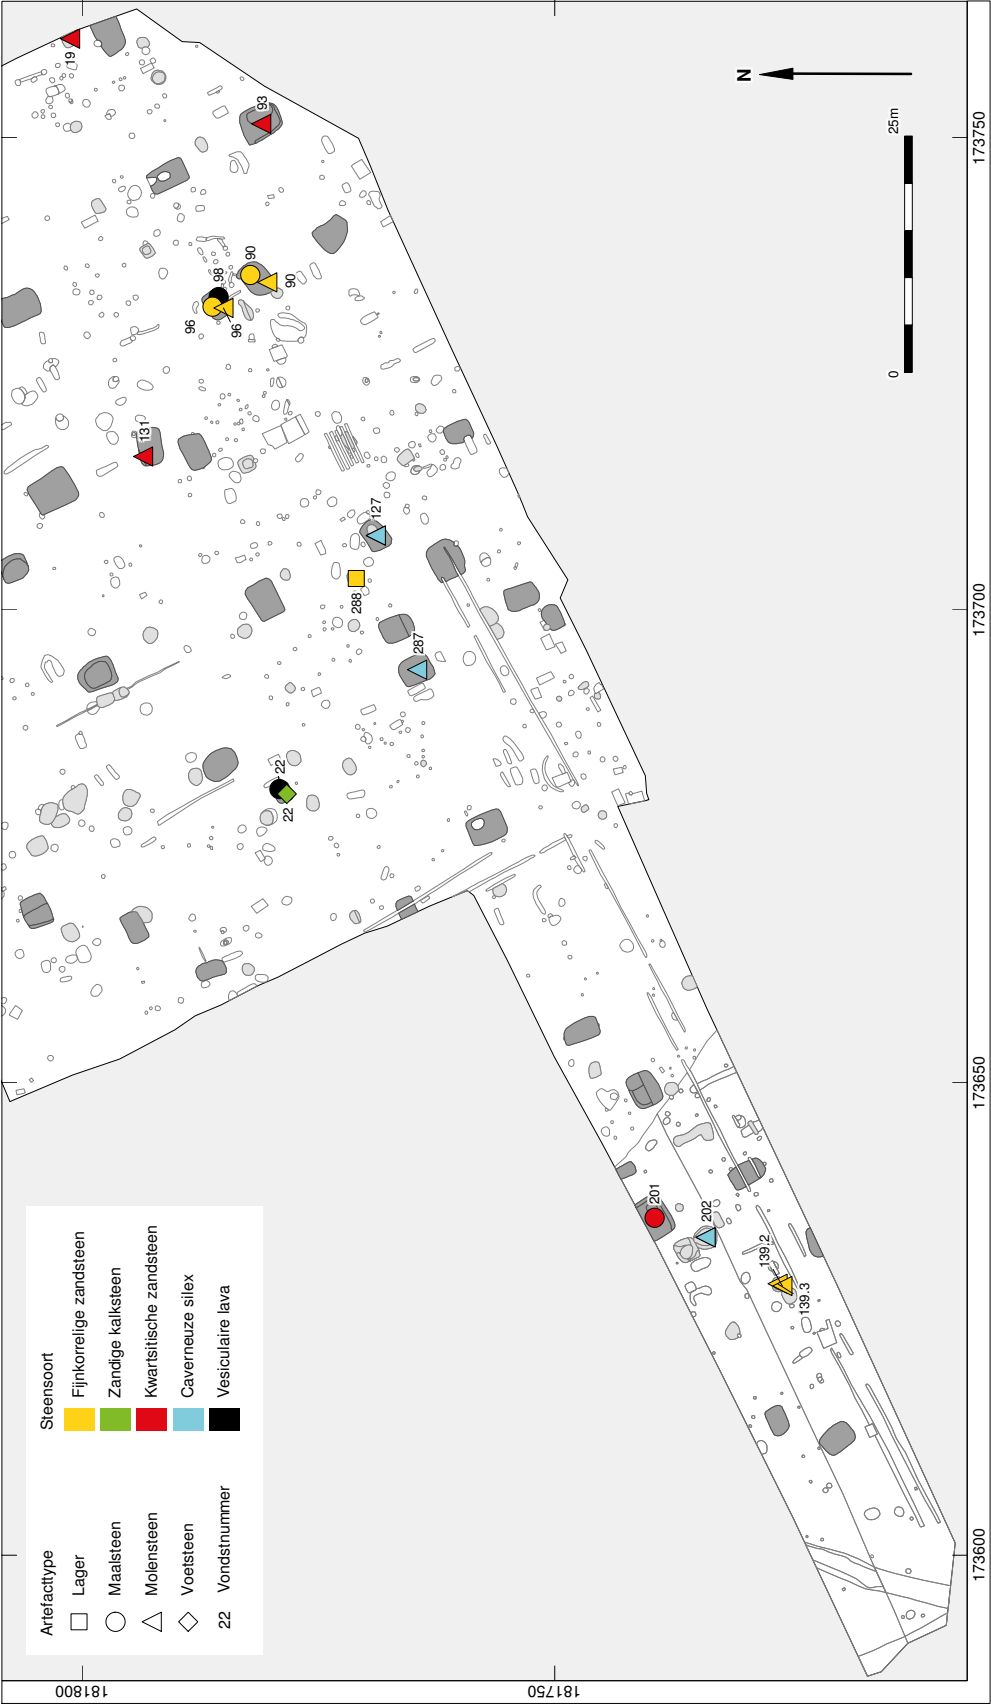 Artefacttype
Lager
Maalsteen
Molensteen
Voetsteen
22 Vondstnummer
Steensoort
Fijnkorrelige zandsteen
Zandige kalksteen
Kwartsitische zandsteen
Caverneuze silex
Vesiculaire lava
19
93
90
90
98
96
96
131
127
288
287
22
22
201
202
139.2
139.3
N
0
25m
173600
173650
173700
173750
181800
181750